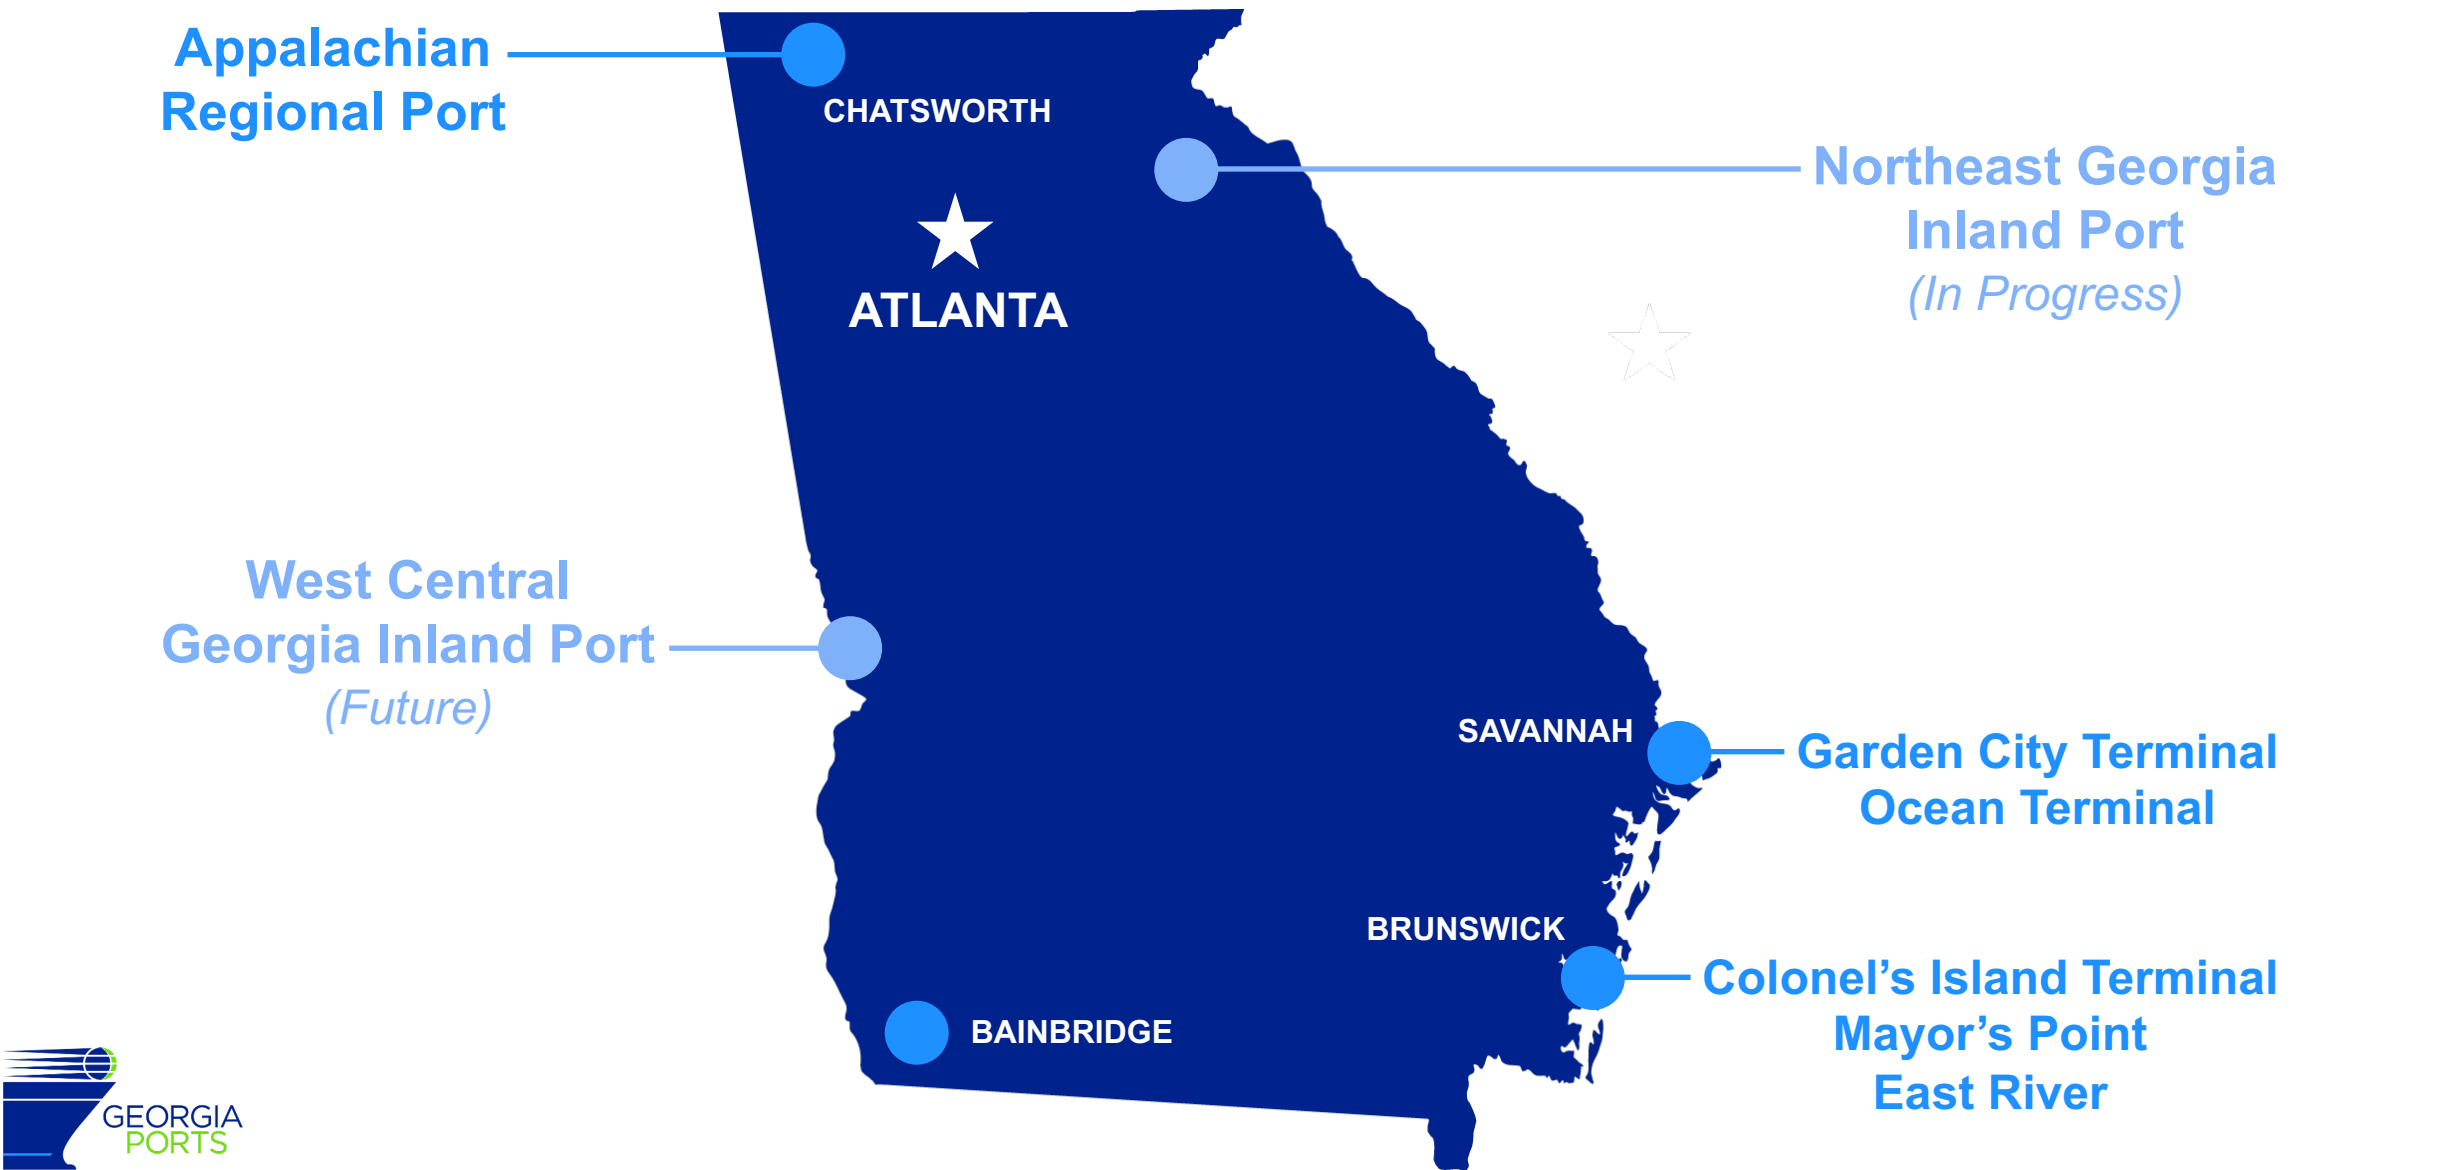 Appalachian
Regional Port
CHATSWORTH
Northeast Georgia
Inland Port
(In Progress)
ATLANTA
West Central
Georgia Inland Port
(Future)
SAVANNAH
Garden City Terminal
Ocean Terminal
BRUNSWICK
Colonel’s Island Terminal
Mayor’s Point
East River
BAINBRIDGE
GEORGIA
PORTS